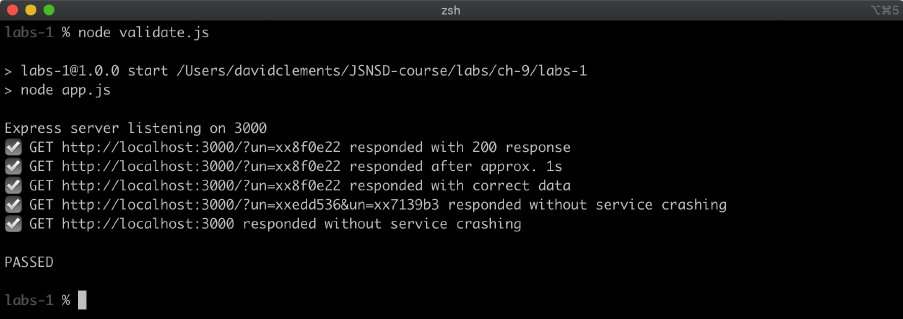 zsh
⌥⌘5
labs-1 % node validate.js
> labs-1@1.0.0 start /Users/davidclements/JSNSD-course/labs/ch-9/labs-1
> node app.js
Express server listening on 3000
✔ GET http://localhost:3000/?un=xx8f0e22 responded with 200 response
✔ GET http://localhost:3000/?un=xx8f0e22 responded after approx. 1s
✔ GET http://localhost:3000/?un=xx8f0e22 responded with correct data
✔ GET http://localhost:3000/?un=xxedd536&un=xx7139b3 responded without service crashing
✔ GET http://localhost:3000 responded without service crashing
PASSED
labs-1 %